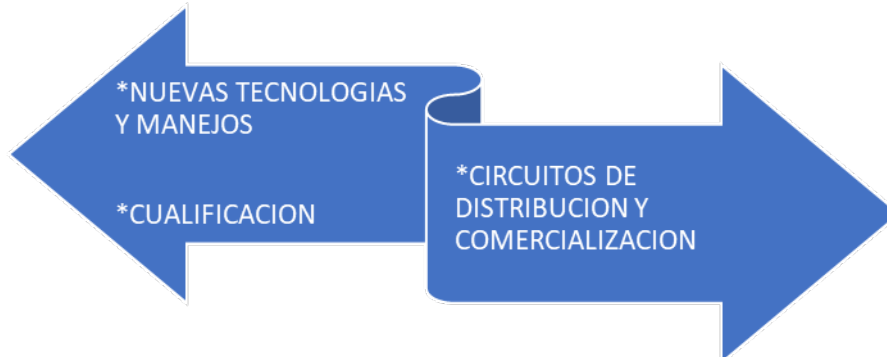 *NUEVAS TECNOLOGIAS
Y MANEJOS
*CUALIFICACION
*CIRCUITOS DE
DISTRIBUCION Y
COMERCIALIZACION